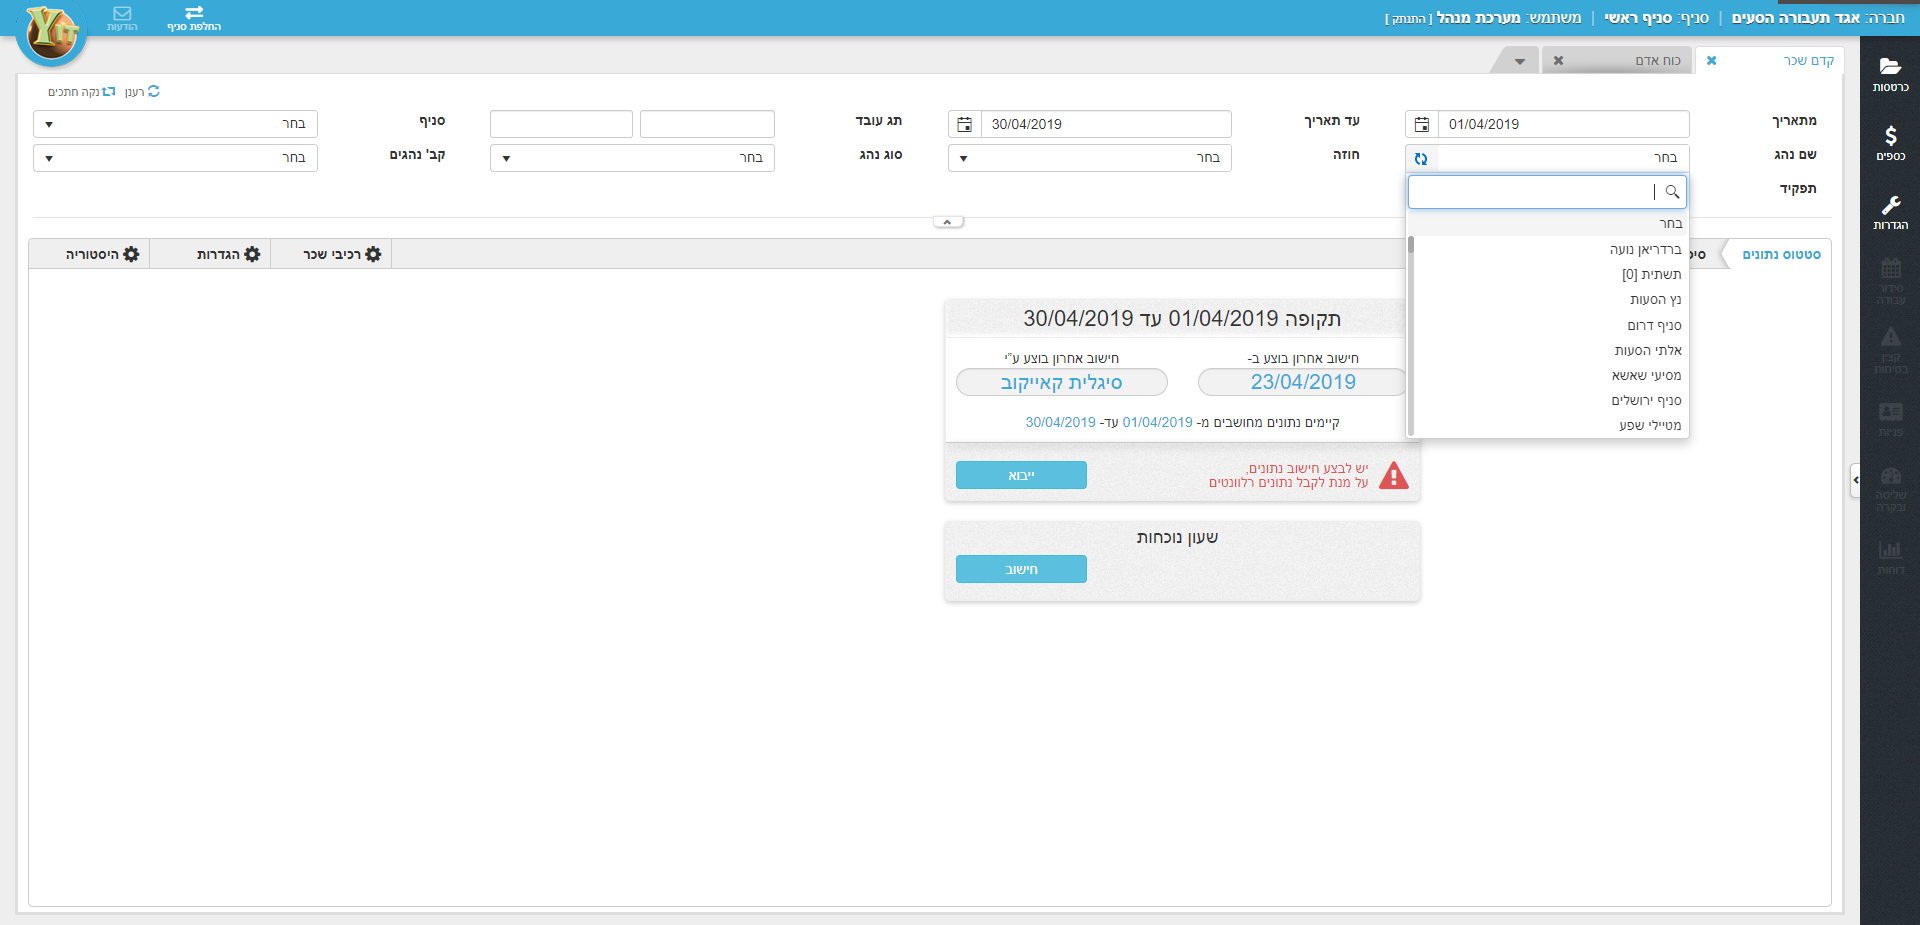 חברה: אגד תעבורה הסעים | סניף: סניף ראשי | משתמש: מערכת מנהל [ התנתק ]
החלפת סניף
הודעות
YIT
קדם שכר
כוח אדם
כרטסות
כספים
הגדרות
סידור
עבודה
קצין
בטיחות
פניות
שליטה
ובקרה
דוחות
רענן
נקה חתכים
מתאריך
01/04/2019
עד תאריך
30/04/2019
תג עובד
סניף
בחר
שם נהג
בחר
חוזה
בחר
סוג נהג
בחר
קב' נהגים
בחר
תפקיד
בחר
ברדריאן נועה
תשתית [0]
נץ הסעות
סניף דרום
אלתי הסעות
מסיעי שאשא
סניף ירושלים
מטיילי שפע
סטטוס נתונים
רכיבי שכר
הגדרות
היסטוריה
תקופה 01/04/2019 עד 30/04/2019
חישוב אחרון בוצע ב-
חישוב אחרון בוצע ע"י
23/04/2019
סיגלית קאייקוב
קיימים נתונים מחושבים מ- 01/04/2019 עד- 30/04/2019
יש לבצע חישוב נתונים,
על מנת לקבל נתונים רלוונטים
ייבוא
שעון נוכחות
חישוב